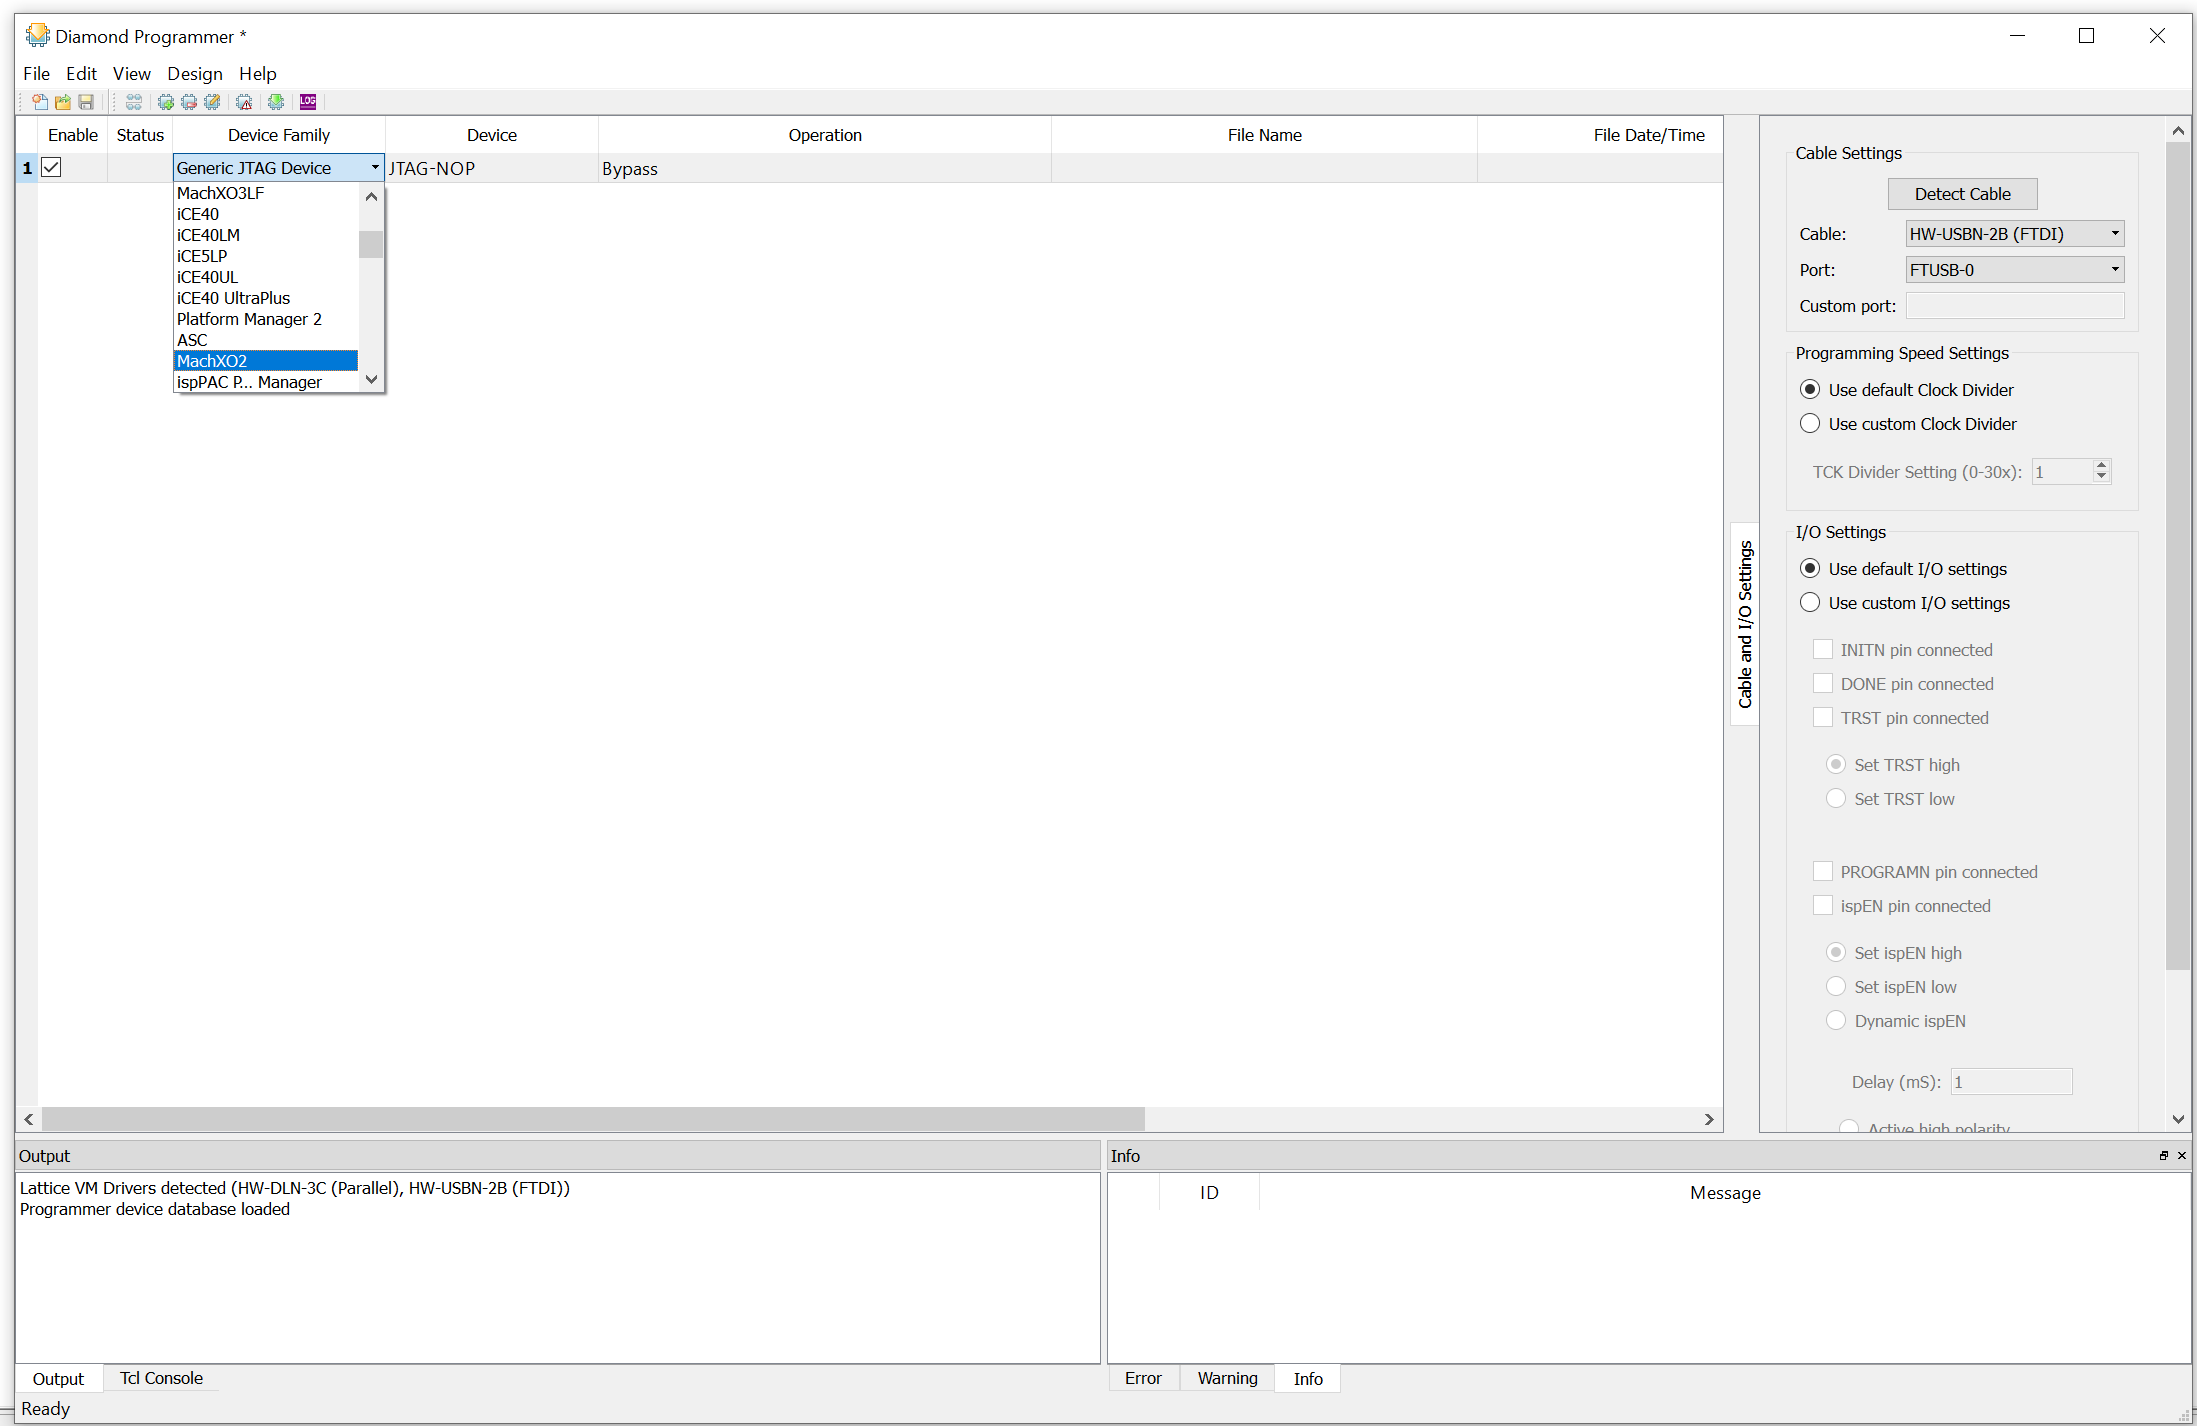 Diamond Programmer *
File Edit View Design Help
LOG
Enable Status Device Family Device Operation File Name File Date/Time
1 Generic JTAG Device JTAG-NOP Bypass
MachXO3LF
iCE40
iCE40LM
iCE5LP
iCE40UL
iCE40 UltraPlus
Platform Manager 2
ASC
MachXO2
ispPAC P... Manager
Cable and I/O Settings
Cable Settings
Detect Cable
Cable: HW-USBN-2B (FTDI)
Port: FTUSB-0
Custom port:
Programming Speed Settings
Use default Clock Divider
Use custom Clock Divider
TCK Divider Setting (0-30x): 1
I/O Settings
Use default I/O settings
Use custom I/O settings
INITN pin connected
DONE pin connected
TRST pin connected
Set TRST high
Set TRST low
PROGRAMN pin connected
ispEN pin connected
Set ispEN high
Set ispEN low
Dynamic ispEN
Delay (mS): 1
Active high polarity
Output
Lattice VM Drivers detected (HW-DLN-3C (Parallel), HW-USBN-2B (FTDI))
Programmer device database loaded
Output Tcl Console
Info
ID Message
Error Warning Info
Ready